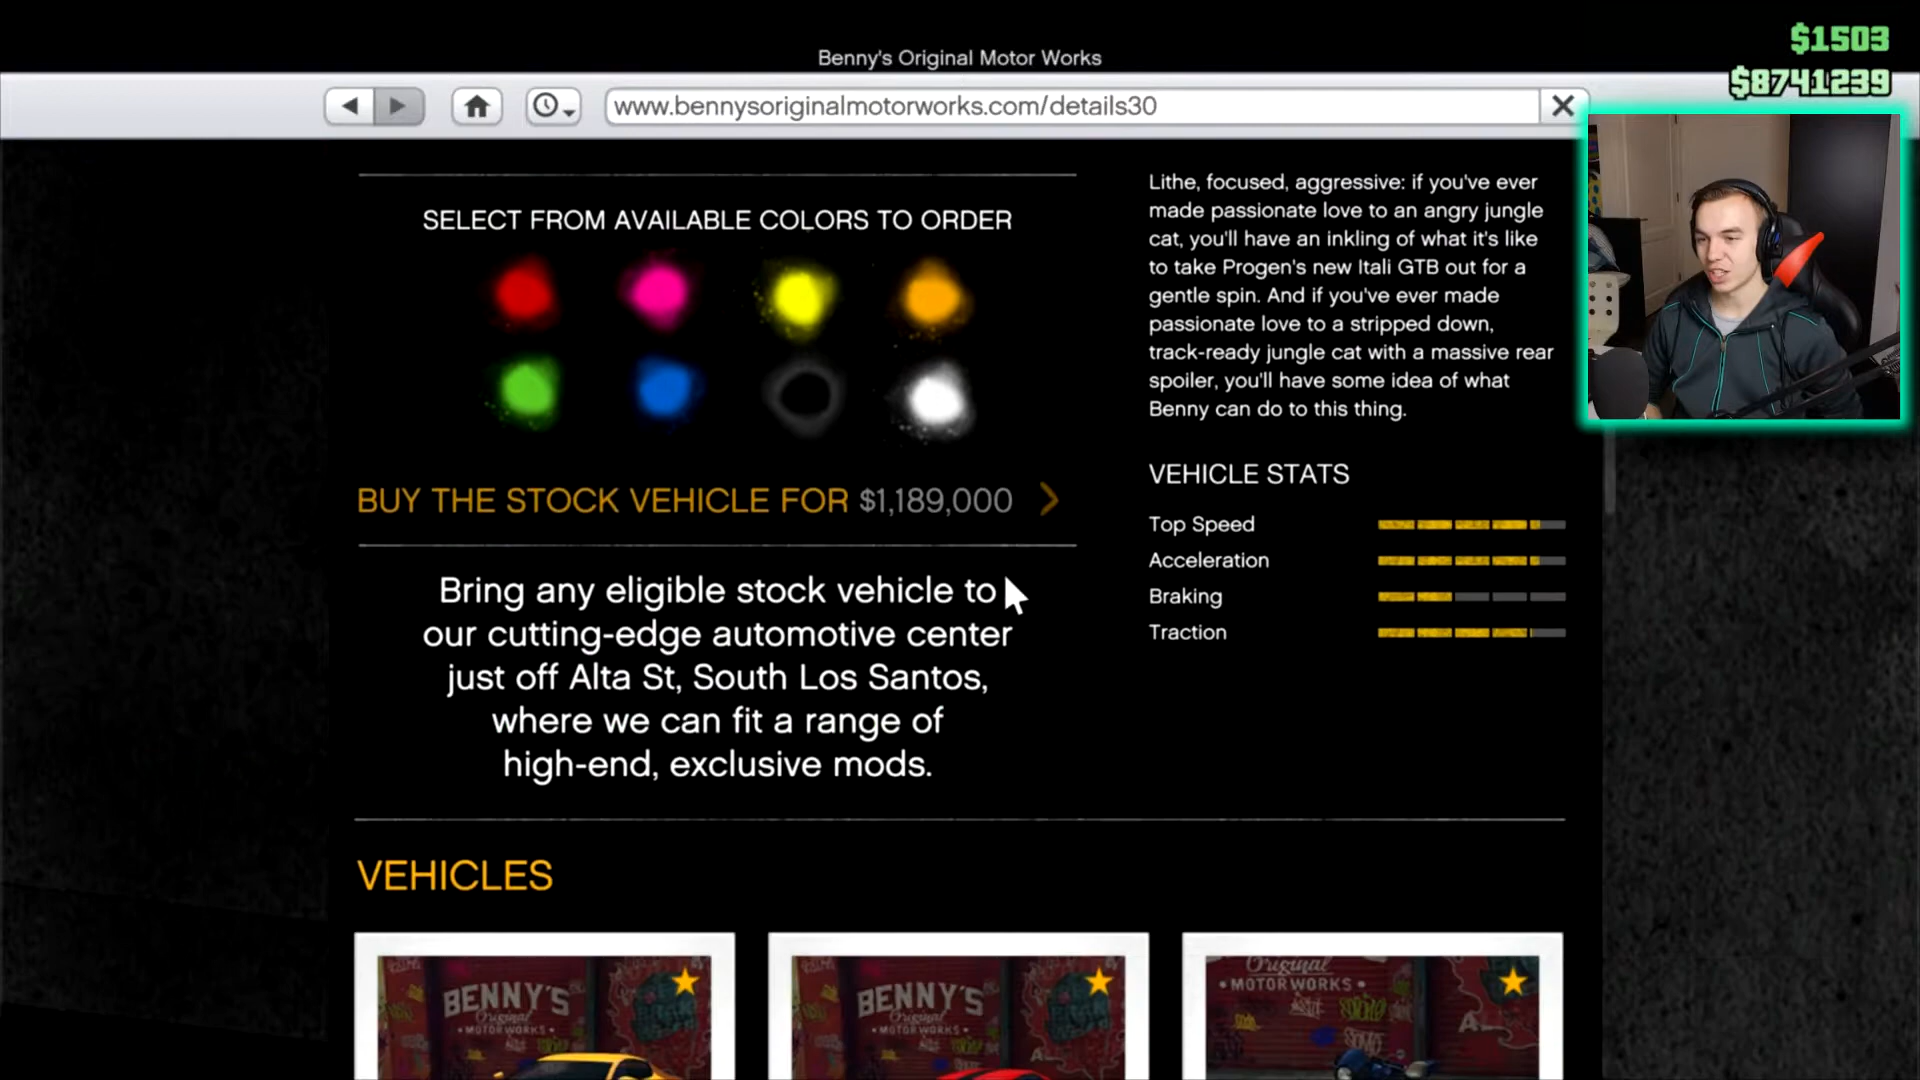 $1503
Benny's Original Motor Works
$8741239
www.bennysoriginalmotorworks.com/details30
SELECT FROM AVAILABLE COLORS TO ORDER
BUY THE STOCK VEHICLE FOR $1,189,000
Bring any eligible stock vehicle to
our cutting-edge automotive center
just off Alta St, South Los Santos,
where we can fit a range of
high-end, exclusive mods.
Lithe, focused, aggressive: if you've ever
made passionate love to an angry jungle
cat, you'll have an inkling of what it's like
to take Progen's new Itali GTB out for a
gentle spin. And if you've ever made
passionate love to a stripped down,
track-ready jungle cat with a massive rear
spoiler, you'll have some idea of what
Benny can do to this thing.
VEHICLE STATS
Top Speed
Acceleration
Braking
Traction
VEHICLES
BENNY'S
Original
• MOTORWORKS •
BENNY'S
Original
• MOTORWORKS •
Original
• MOTORWORKS •